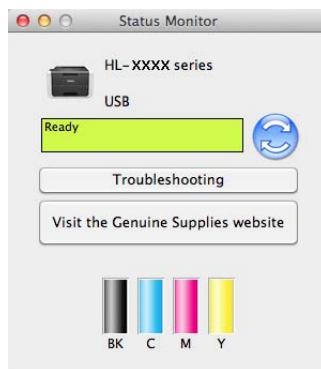 Status Monitor
HL-XXXX series
USB
Ready
Troubleshooting
Visit the Genuine Supplies website
BK C M Y